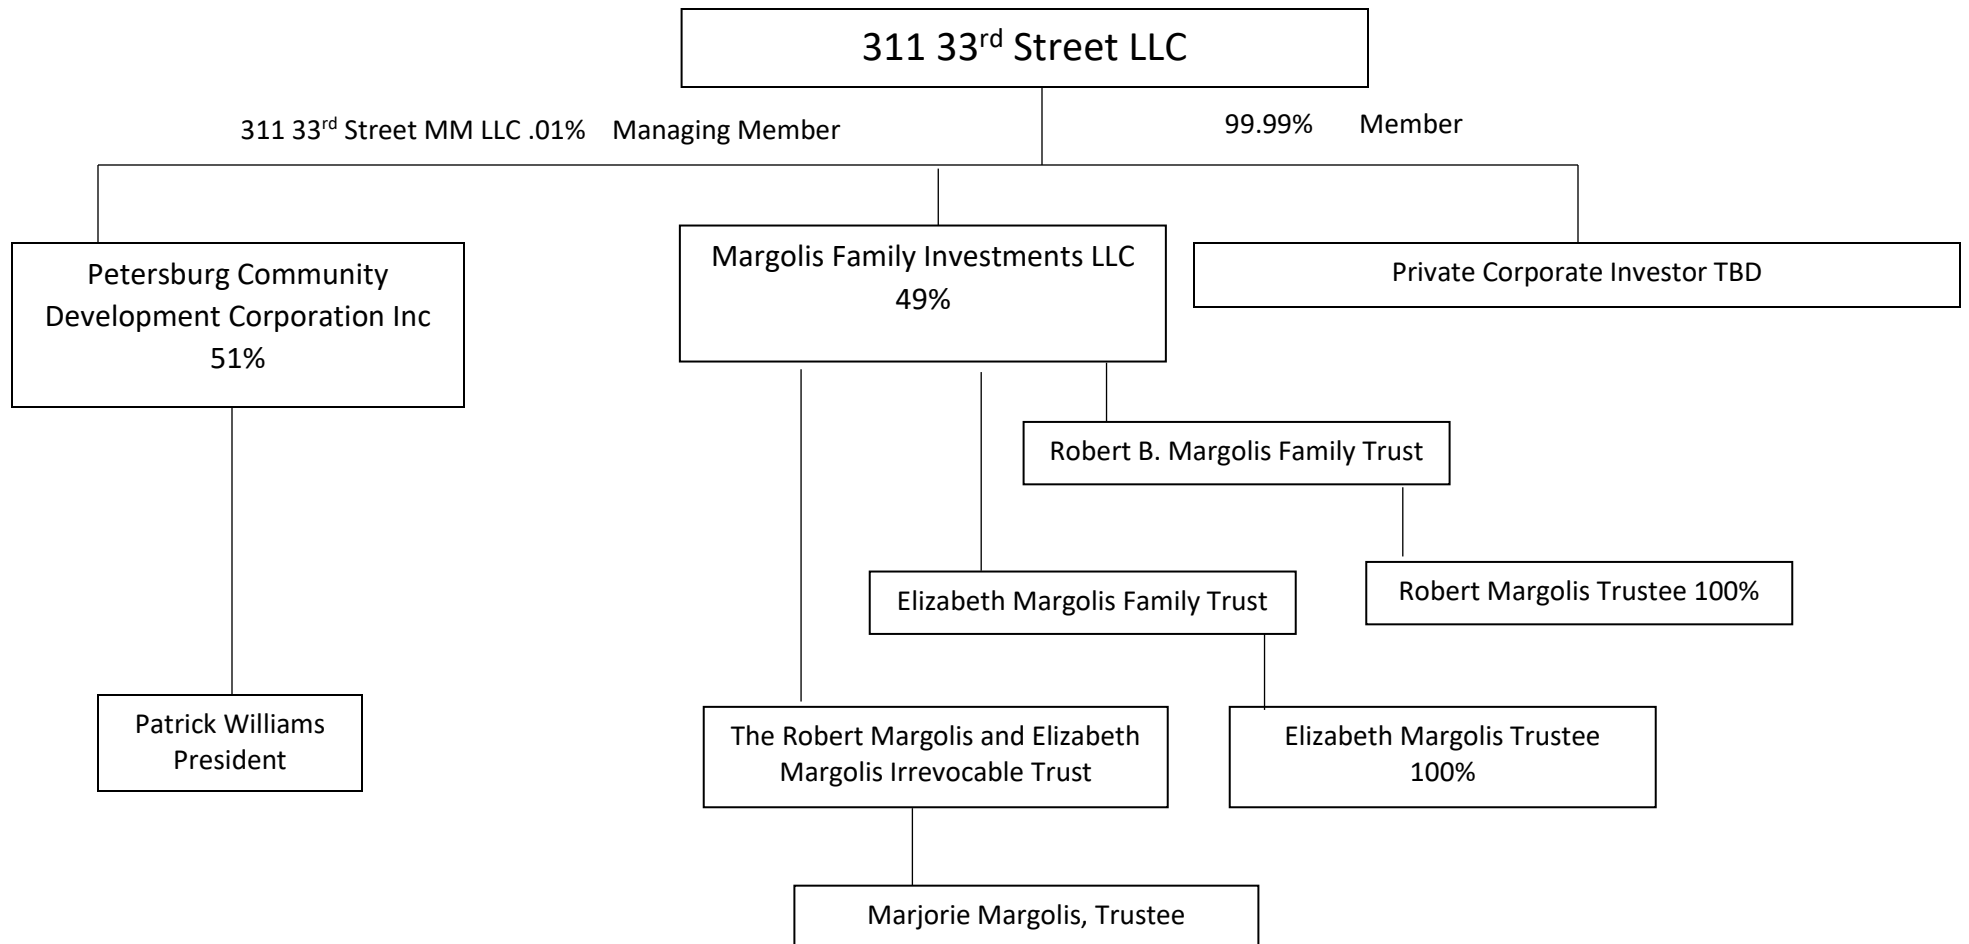 311 33rd Street LLC
311 33rd Street MM LLC .01% Managing Member
99.99% Member
Petersburg Community
Development Corporation Inc
51%
Margolis Family Investments LLC
49%
Private Corporate Investor TBD
Robert B. Margolis Family Trust
Elizabeth Margolis Family Trust
Robert Margolis Trustee 100%
Patrick Williams
President
The Robert Margolis and Elizabeth
Margolis Irrevocable Trust
Elizabeth Margolis Trustee
100%
Marjorie Margolis, Trustee